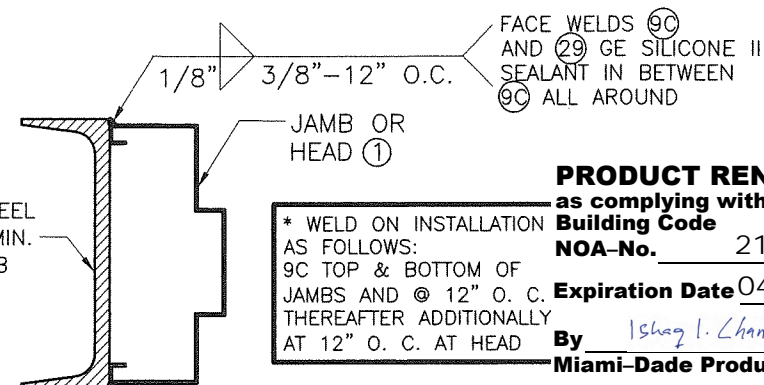 FACE WELDS 9C
AND 29 GE SILICONE II
SEALANT IN BETWEEN
9C ALL AROUND
1/8" 3/8"-12" O.C.
JAMB OR
HEAD 1
EEL
MIN.
* WELD ON INSTALLATION
AS FOLLOWS:
9C TOP & BOTTOM OF
JAMBS AND @ 12" O. C.
THEREAFTER ADDITIONALLY
AT 12" O. C. AT HEAD
PRODUCT REN
as complying with
Building Code
NOA-No. 21
Expiration Date 04
By Ishaq I. Chan
Miami-Dade Produ